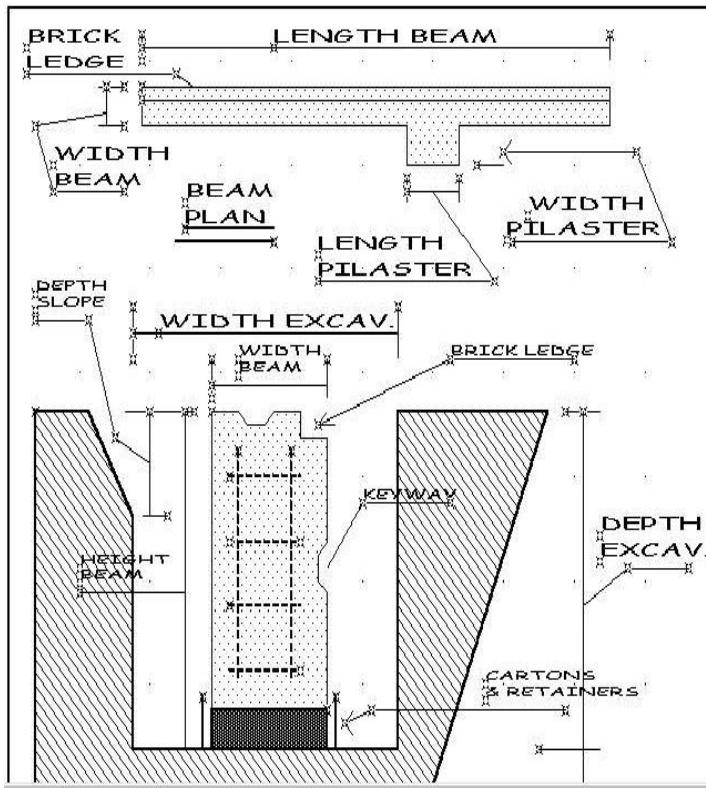 BRICK
LEDGE
LENGTH BEAM
WIDTH
BEAM
BEAM
PLAN
LENGTH
PILASTER
WIDTH
PILASTER
DEPTH
SLOPE
WIDTH EXCAV.
WIDTH
BEAM
BRICK LEDGE
KEYWAY
HEIGHT
BEAM
DEPTH
EXCAV.
CARTONS
& RETAINERS